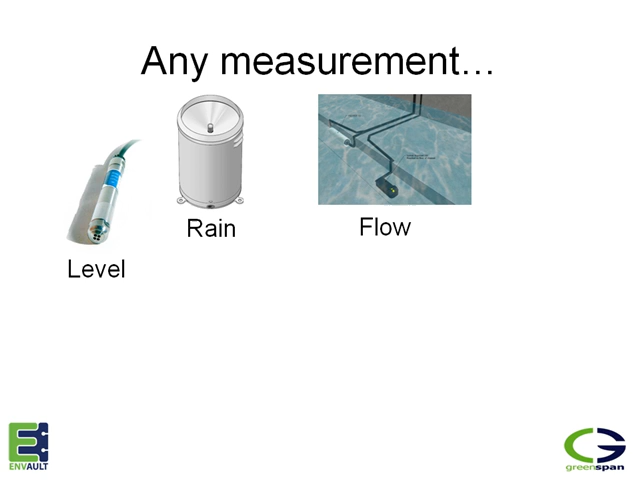 Any measurement…
Rain
Flow
Level
ENVAULT
greenspan